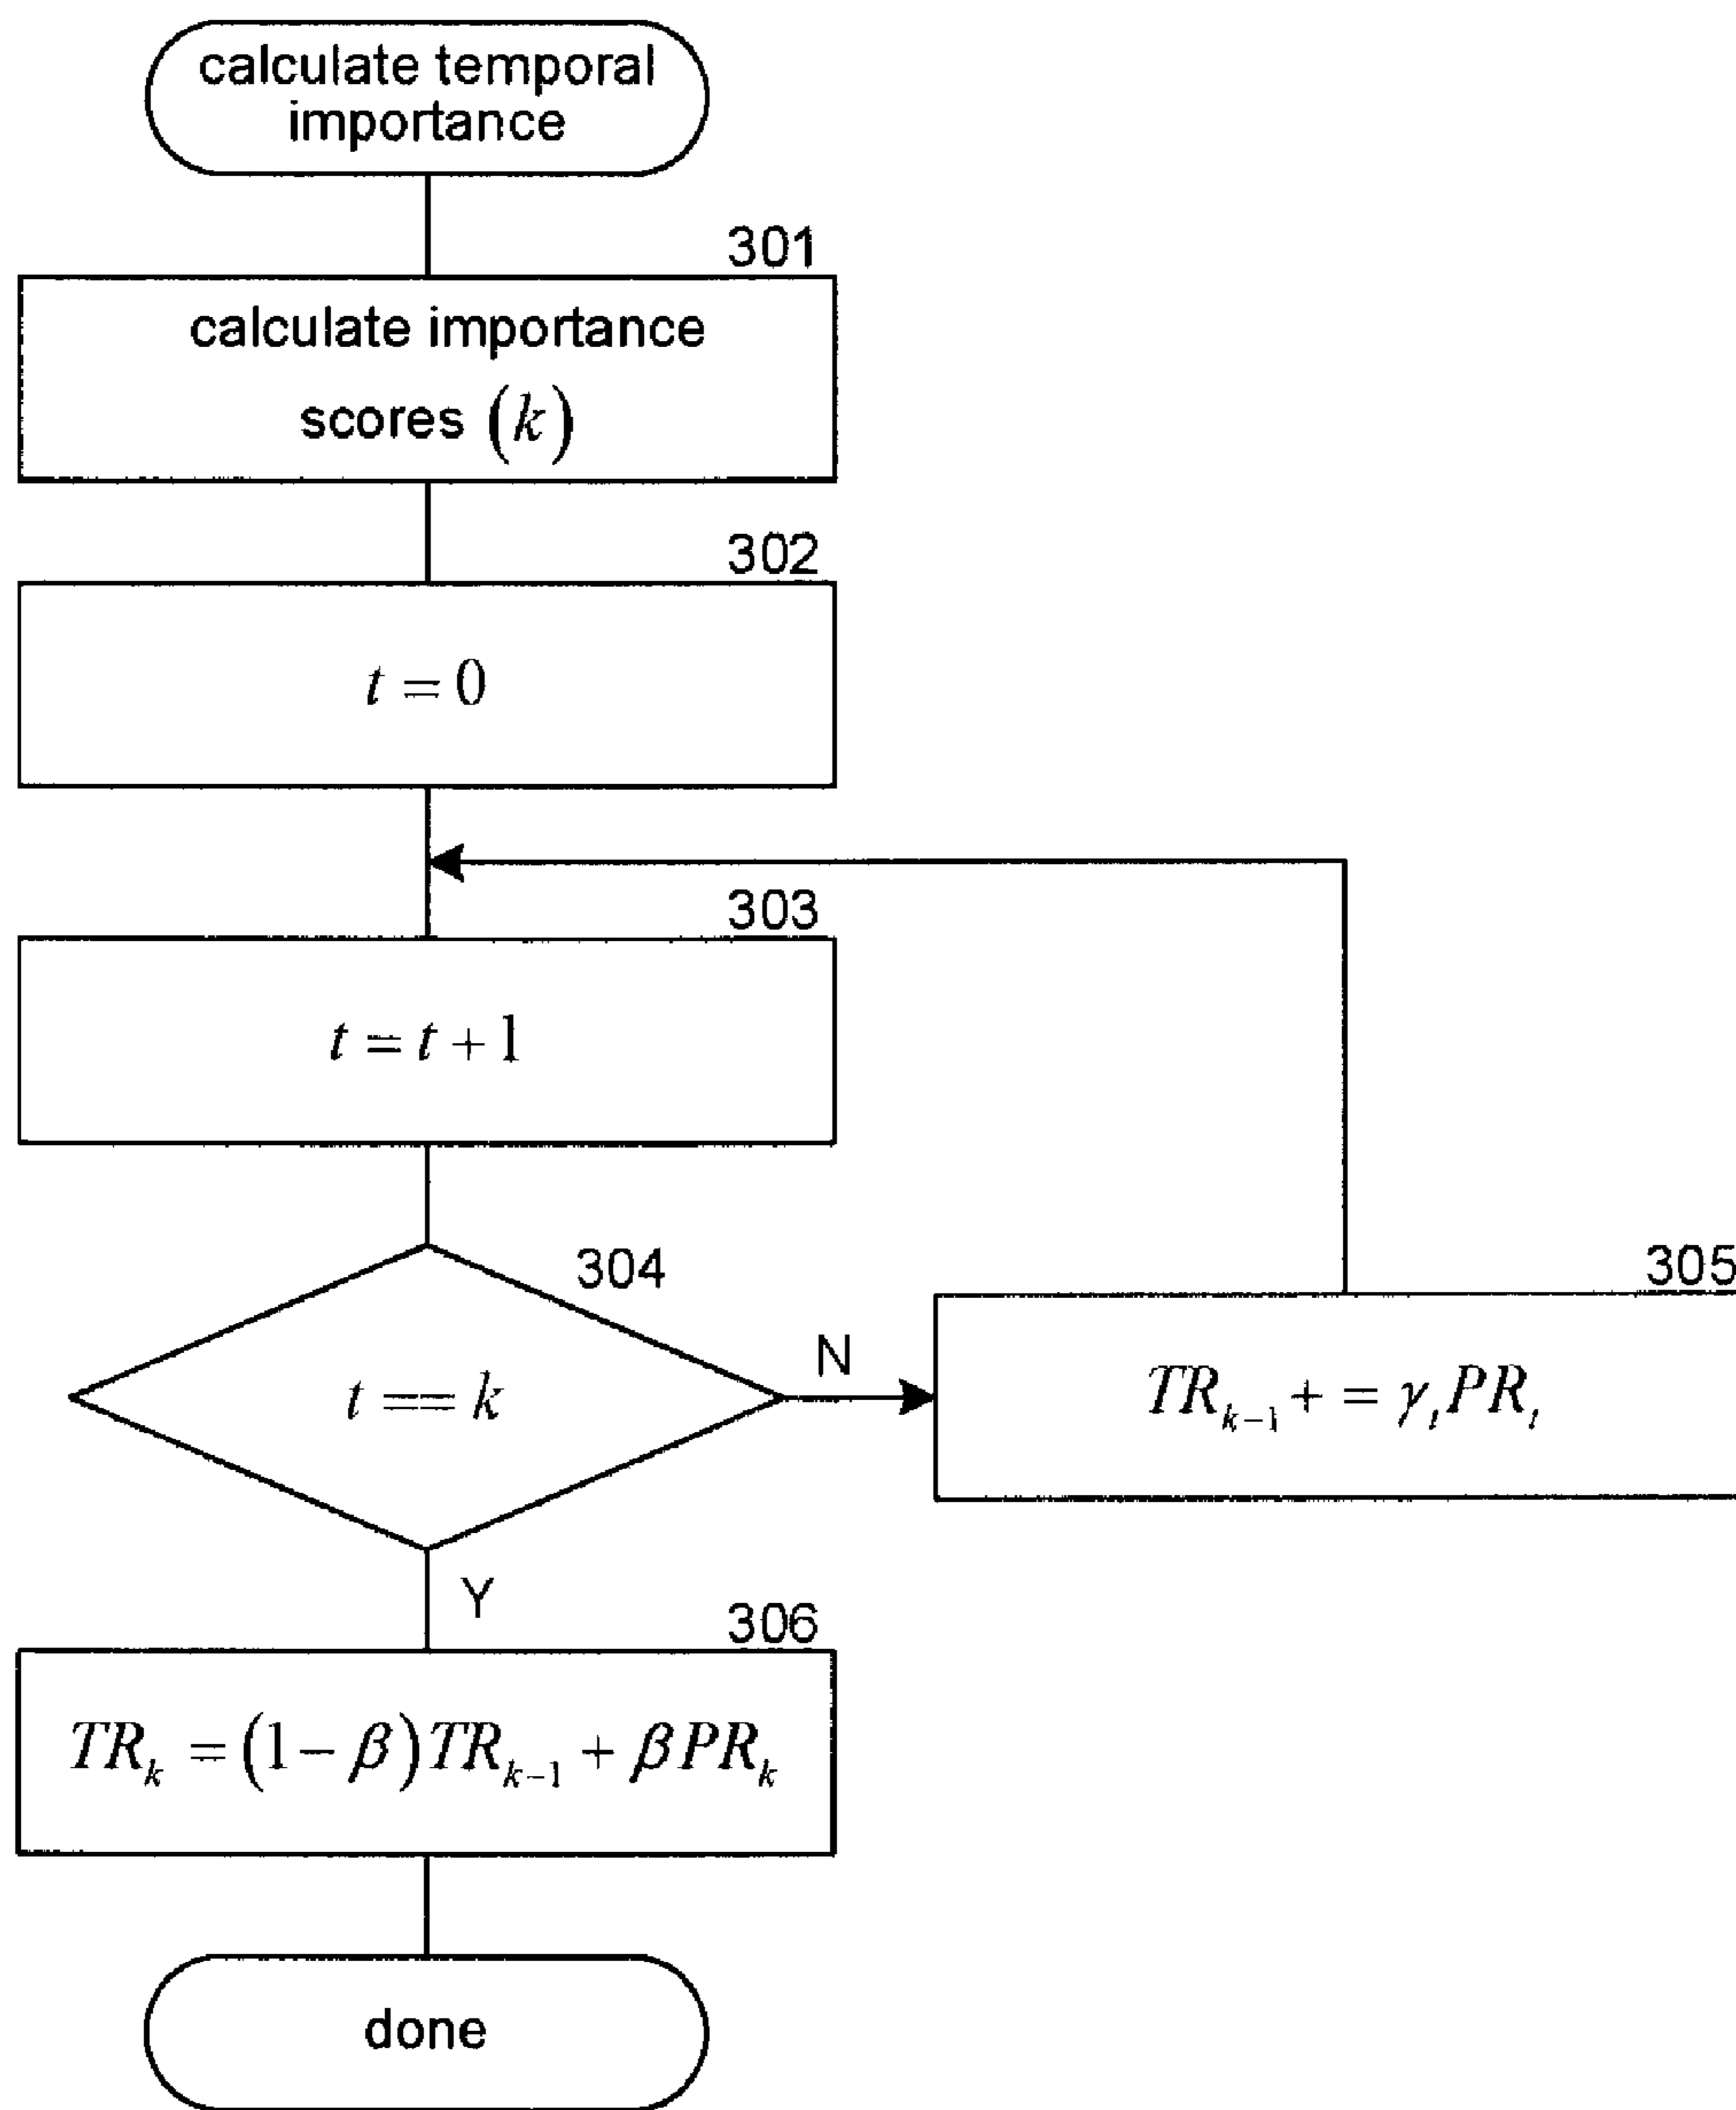 calculate temporal
importance
301
calculate importance
scores (k)
302
t = 0
303
t = t + 1
304
t == k
N
305
TR_{k-1} + = γ_t PR_t
Y
306
TR_k = (1 − β)TR_{k-1} + βPR_k
done